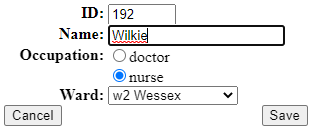 ID: 192
Name: Wilkie
Occupation: doctor
nurse
Ward: w2 Wessex
Cancel Save